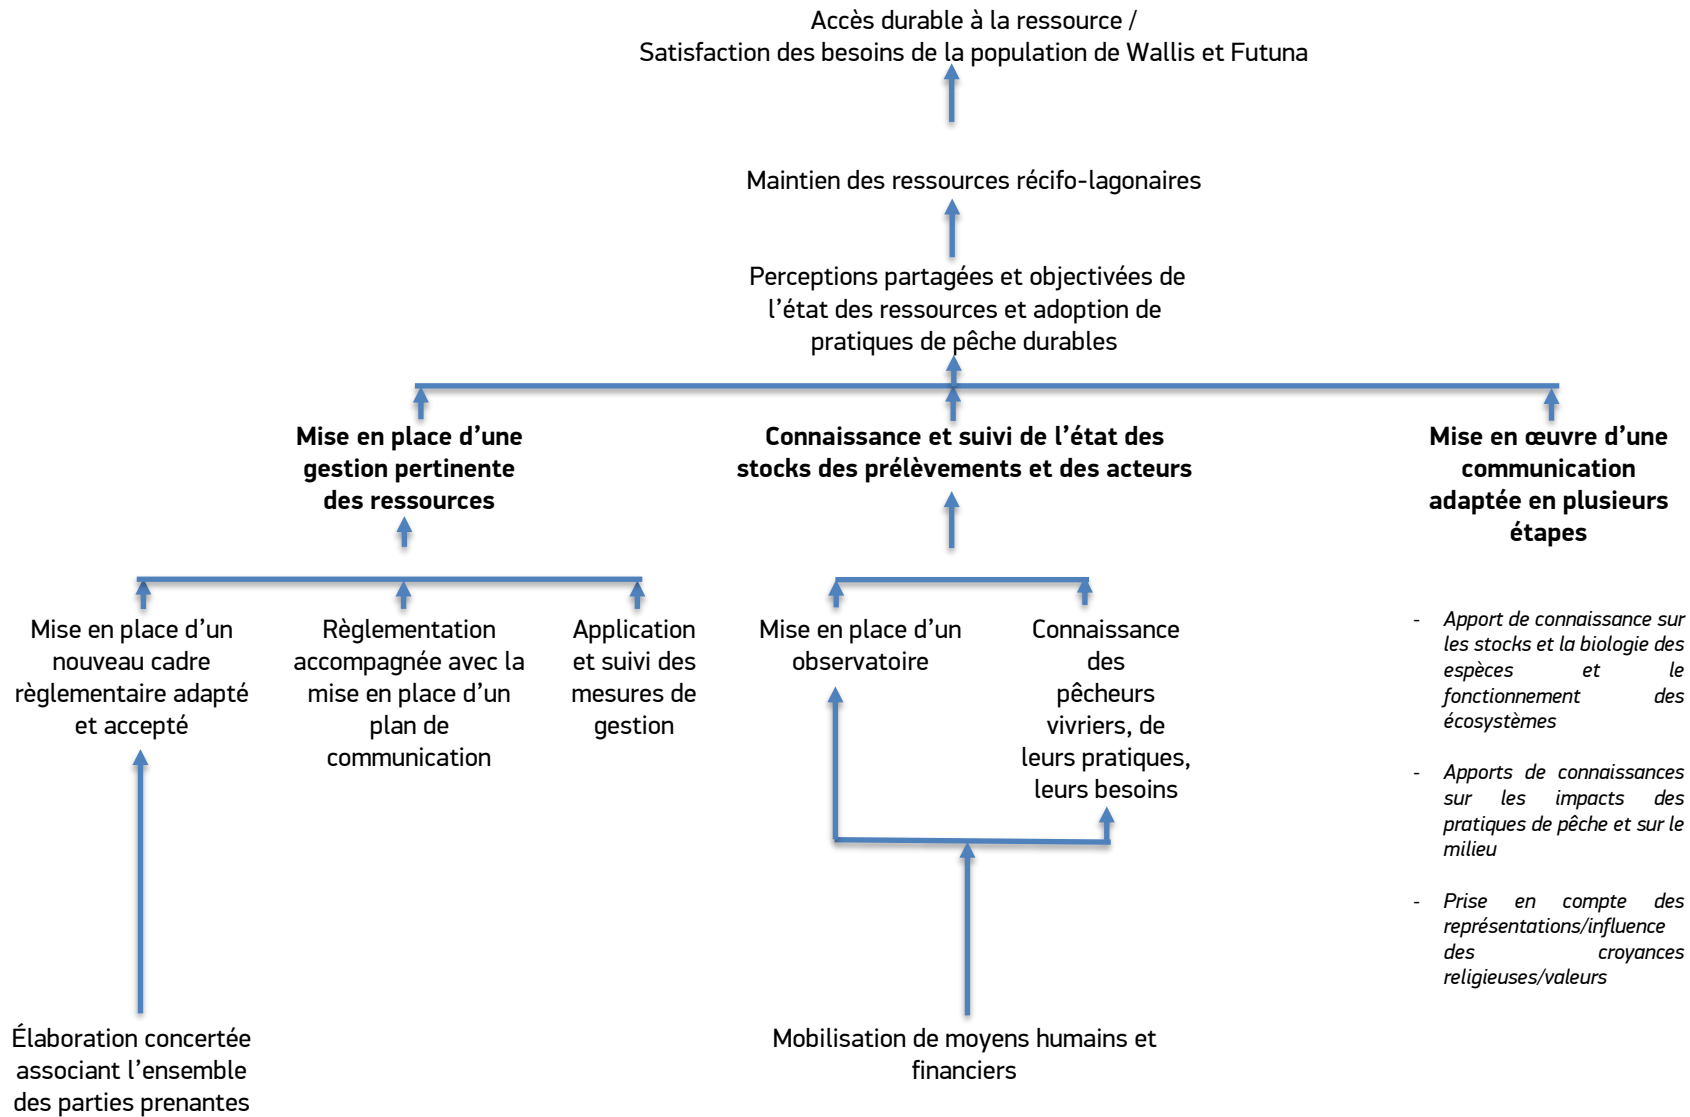 Accès durable à la ressource /
Satisfaction des besoins de la population de Wallis et Futuna
Maintien des ressources récifo-lagonaires
Perceptions partagées et objectivées de
l’état des ressources et adoption de
pratiques de pêche durables
Mise en place d’une
gestion pertinente
des ressources
Connaissance et suivi de l’état des
stocks des prélèvements et des acteurs
Mise en œuvre d’une
communication
adaptée en plusieurs
étapes
Mise en place d’un
nouveau cadre
règlementaire adapté
et accepté
Règlementation
accompagnée avec la
mise en place d’un
plan de
communication
Application
et suivi des
mesures de
gestion
Mise en place d’un
observatoire
Connaissance
des
pêcheurs
vivriers, de
leurs pratiques,
leurs besoins
- Apport de connaissance sur
les stocks et la biologie des
espèces et le
fonctionnement des
écosystèmes
- Apports de connaissances
sur les impacts des
pratiques de pêche et sur le
milieu
- Prise en compte des
représentations/influence
des croyances
religieuses/valeurs
Élaboration concertée
associant l’ensemble
des parties prenantes
Mobilisation de moyens humains et
financiers